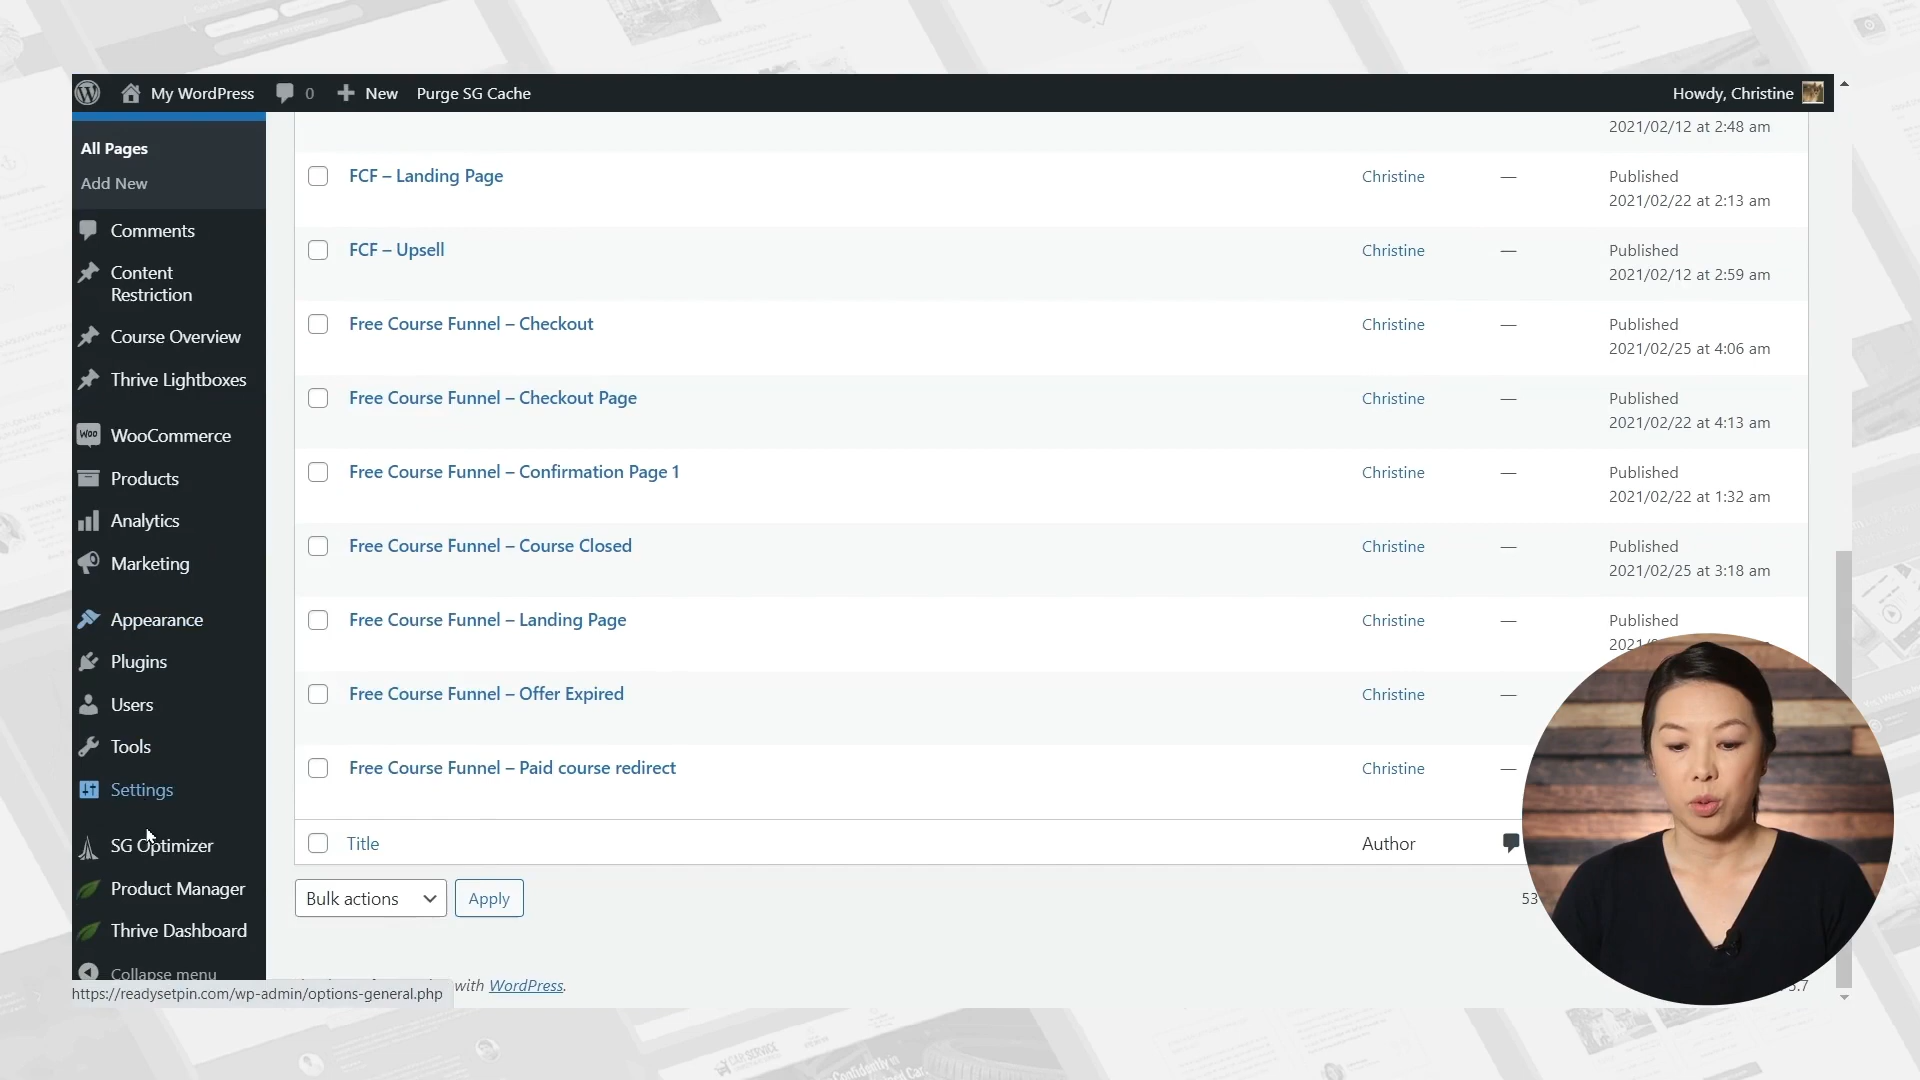 My WordPress 0 New Purge SG Cache Howdy, Christine
All Pages
Add New
Comments
Content
Restriction
Course Overview
Thrive Lightboxes
Woo WooCommerce
Products
Analytics
Marketing
Appearance
Plugins
Users
Tools
Settings
SG Optimizer
Product Manager
Thrive Dashboard
Collapse menu
2021/02/12 at 2:48 am
FCF – Landing Page Christine — Published
2021/02/22 at 2:13 am
FCF – Upsell Christine — Published
2021/02/12 at 2:59 am
Free Course Funnel – Checkout Christine — Published
2021/02/25 at 4:06 am
Free Course Funnel – Checkout Page Christine — Published
2021/02/22 at 4:13 am
Free Course Funnel – Confirmation Page 1 Christine — Published
2021/02/22 at 1:32 am
Free Course Funnel – Course Closed Christine — Published
2021/02/25 at 3:18 am
Free Course Funnel – Landing Page Christine — Published
Free Course Funnel – Offer Expired Christine —
Free Course Funnel – Paid course redirect Christine —
Title Author
Bulk actions Apply 53
with WordPress.
https://readysetpin.com/wp-admin/options-general.php